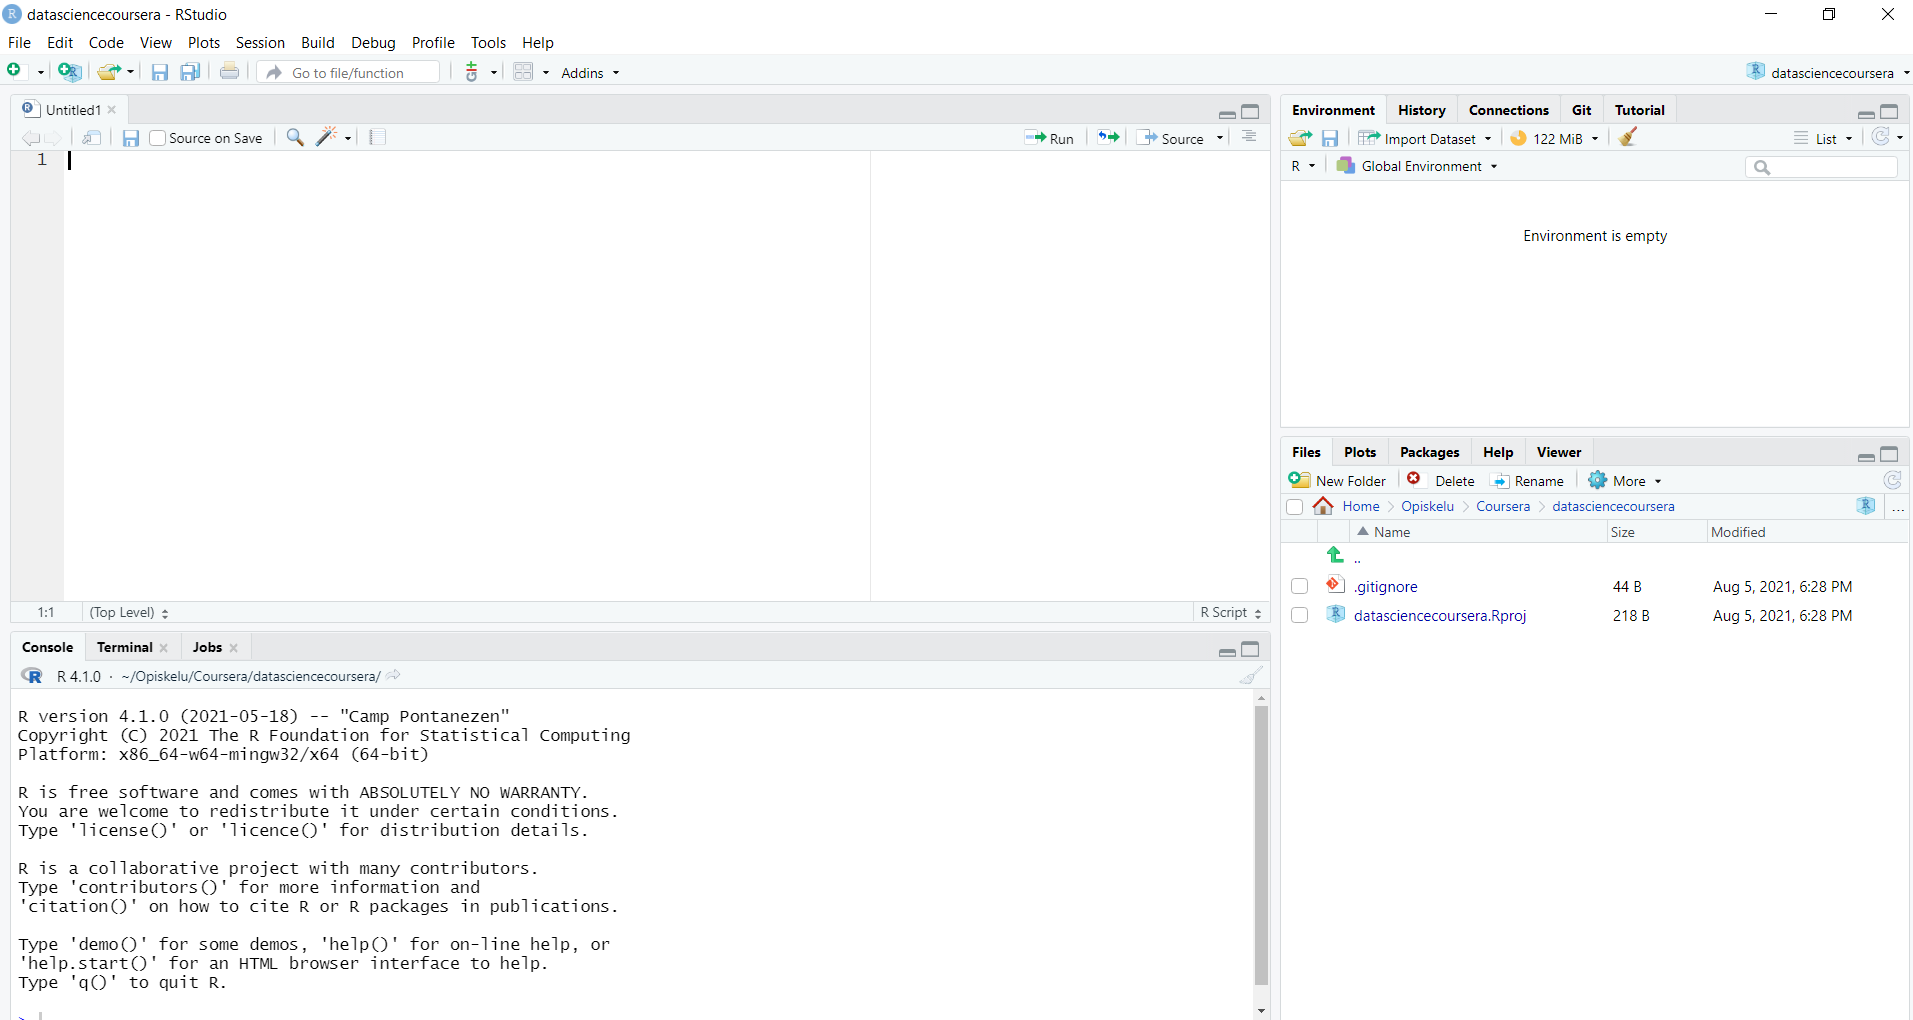 datasciencecoursera - RStudio
File Edit Code View Plots Session Build Debug Profile Tools Help
Go to file/function Addins datasciencecoursera
Untitled1
Source on Save Run Source
1
1:1 (Top Level) R Script
Console Terminal Jobs
R 4.1.0 · ~/Opiskelu/Coursera/datasciencecoursera/
R version 4.1.0 (2021-05-18) -- "Camp Pontanezen"
Copyright (C) 2021 The R Foundation for Statistical Computing
Platform: x86_64-w64-mingw32/x64 (64-bit)
R is free software and comes with ABSOLUTELY NO WARRANTY.
You are welcome to redistribute it under certain conditions.
Type 'license()' or 'licence()' for distribution details.
R is a collaborative project with many contributors.
Type 'contributors()' for more information and
'citation()' on how to cite R or R packages in publications.
Type 'demo()' for some demos, 'help()' for on-line help, or
'help.start()' for an HTML browser interface to help.
Type 'q()' to quit R.
>
Environment History Connections Git Tutorial
Import Dataset 122 MiB List
R Global Environment
Environment is empty
Files Plots Packages Help Viewer
New Folder Delete Rename More
Home Opiskelu Coursera datasciencecoursera ...
Name Size Modified
..
.gitignore 44 B Aug 5, 2021, 6:28 PM
datasciencecoursera.Rproj 218 B Aug 5, 2021, 6:28 PM